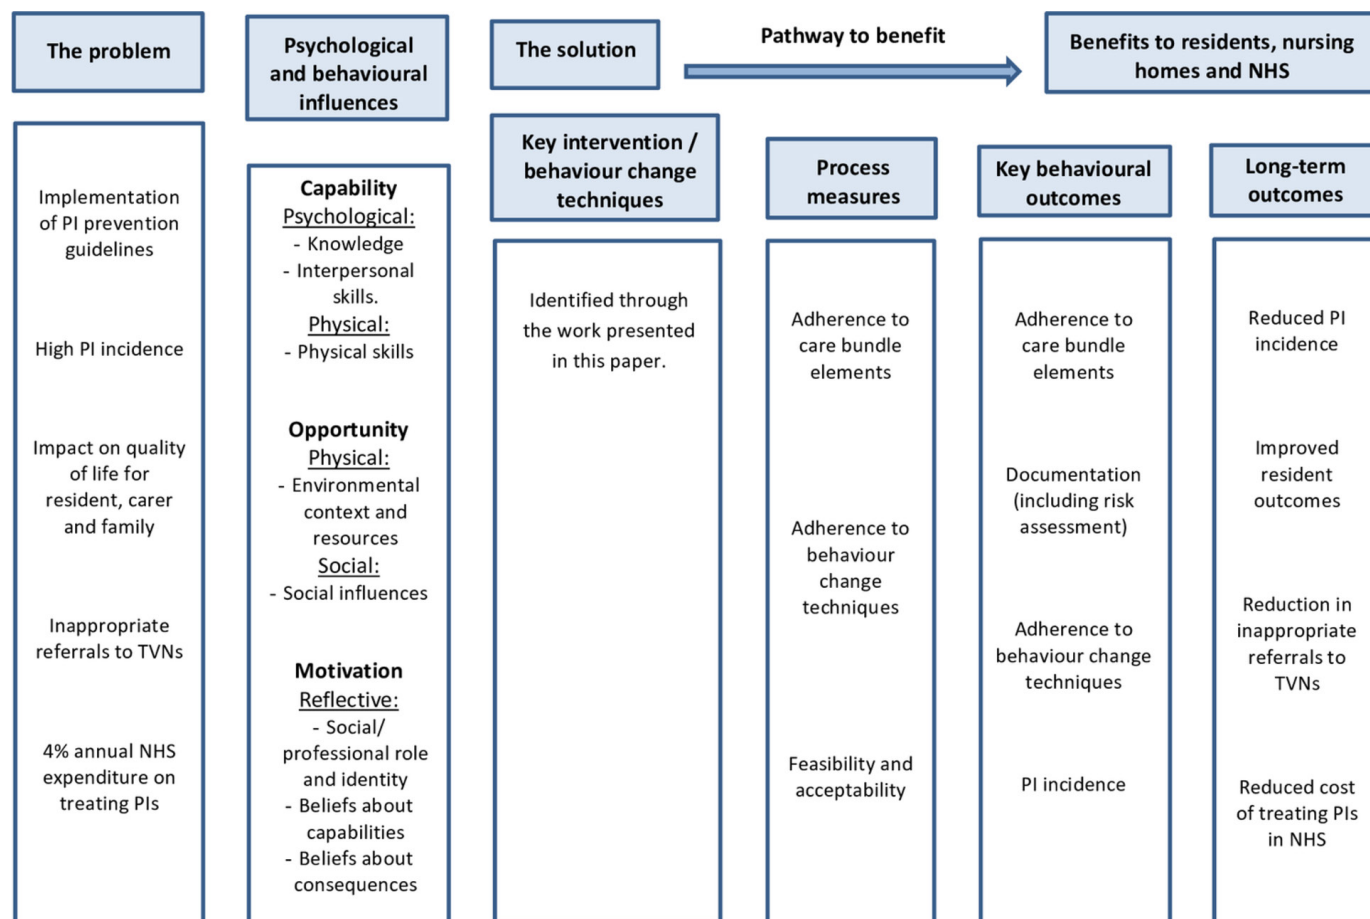 The problem
Psychological
and behavioural
influences
The solution
Pathway to benefit
Benefits to residents, nursing
homes and NHS
Key intervention /
behaviour change
techniques
Process
measures
Key behavioural
outcomes
Long-term
outcomes
Implementation
of PI prevention
guidelines
High PI incidence
Impact on quality
of life for
resident, carer
and family
Inappropriate
referrals to TVNs
4% annual NHS
expenditure on
treating PIs
Capability
Psychological:
- Knowledge
- Interpersonal
skills.
Physical:
- Physical skills
Opportunity
Physical:
- Environmental
context and
resources
Social:
- Social influences
Motivation
Reflective:
- Social/
professional role
and identity
- Beliefs about
capabilities
- Beliefs about
consequences
Identified through
the work presented
in this paper.
Adherence to
care bundle
elements
Adherence to
behaviour
change
techniques
Feasibility and
acceptability
Adherence to
care bundle
elements
Documentation
(including risk
assessment)
Adherence to
behaviour change
techniques
PI incidence
Reduced PI
incidence
Improved
resident
outcomes
Reduction in
inappropriate
referrals to
TVNs
Reduced cost
of treating PIs
in NHS